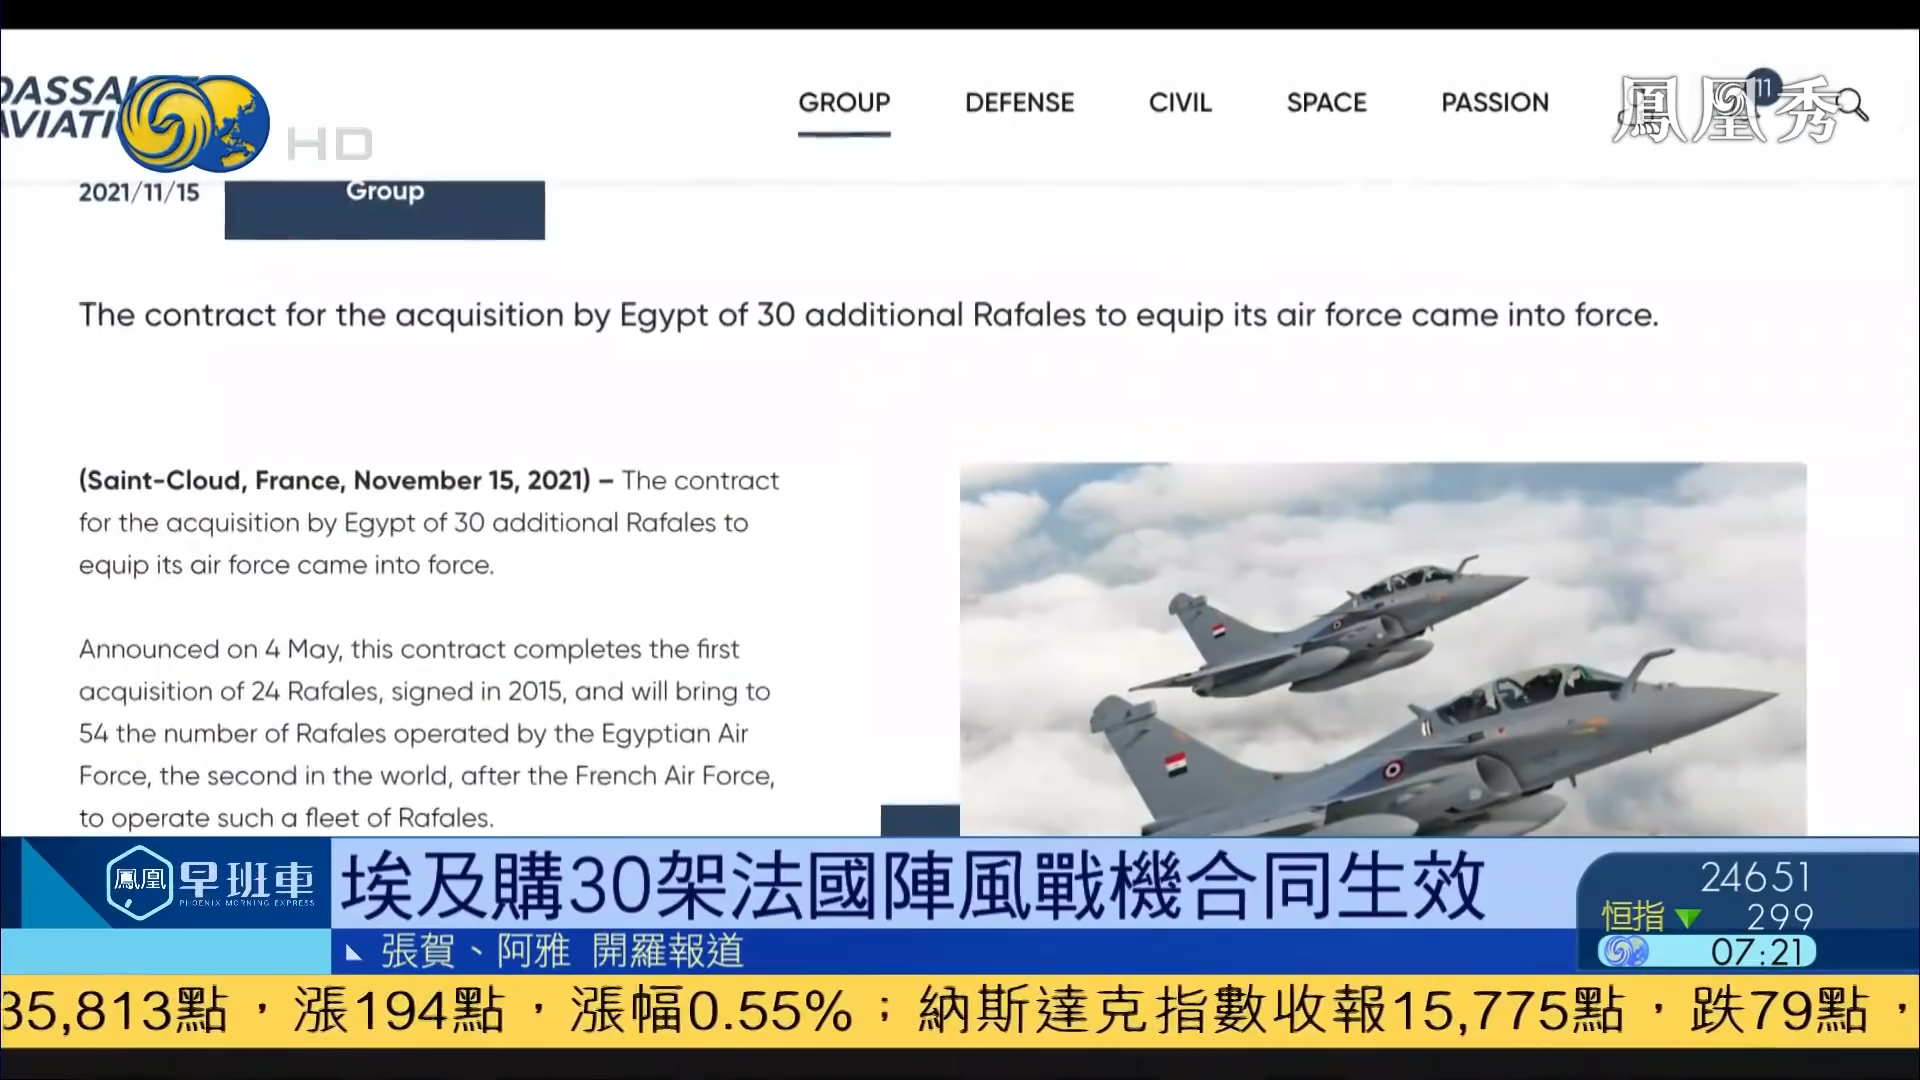 DASSAULT
AVIATI
HD
GROUP
DEFENSE
CIVIL
SPACE
PASSION
11
鳳凰秀
2021/11/15
Group
The contract for the acquisition by Egypt of 30 additional Rafales to equip its air force came into force.
(Saint-Cloud, France, November 15, 2021) – The contract
for the acquisition by Egypt of 30 additional Rafales to
equip its air force came into force.
Announced on 4 May, this contract completes the first
acquisition of 24 Rafales, signed in 2015, and will bring to
54 the number of Rafales operated by the Egyptian Air
Force, the second in the world, after the French Air Force,
to operate such a fleet of Rafales.
鳳凰 早班車
PHOENIX MORNING EXPRESS
埃及購30架法國陣風戰機合同生效
張賀、阿雅 開羅報道
24651
恒指 299
07:21
35,813點，漲194點，漲幅0.55%；納斯達克指數收報15,775點，跌79點，